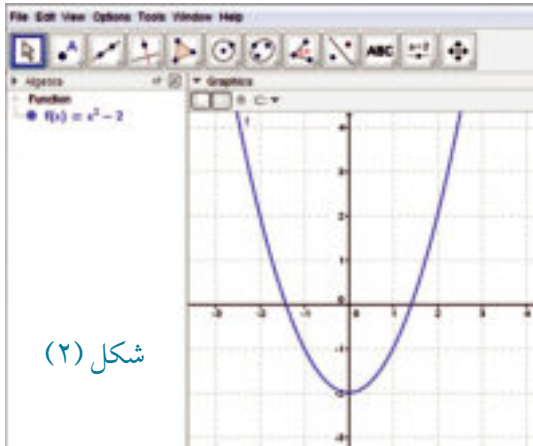 File Edit View Options Tools Window Help
ABC
Algebra
Graphics
Function
f(x) = x² − 2
f
4
3
2
1
0
-3 -2 -1 0 1 2 3 4
-1
-2
-3
شكل (٢)